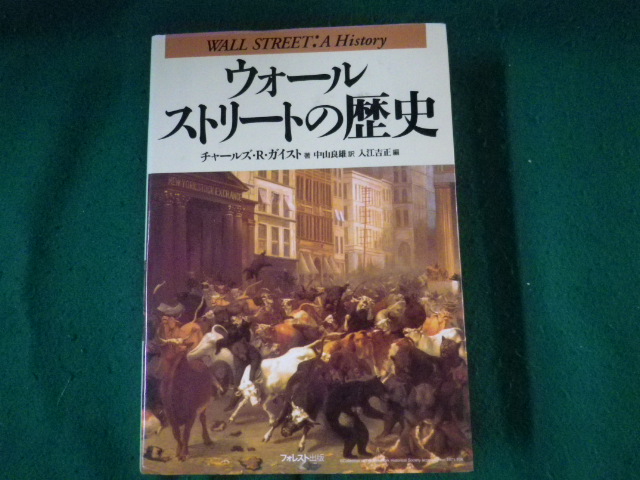 WALL STREET: A History
ウォール
ストリートの歴史
チャールズ・R・ガイスト 著 中山良雄 訳 入江吉正 編
NEW YORK STOCK EXCHANGE
フォレスト出版